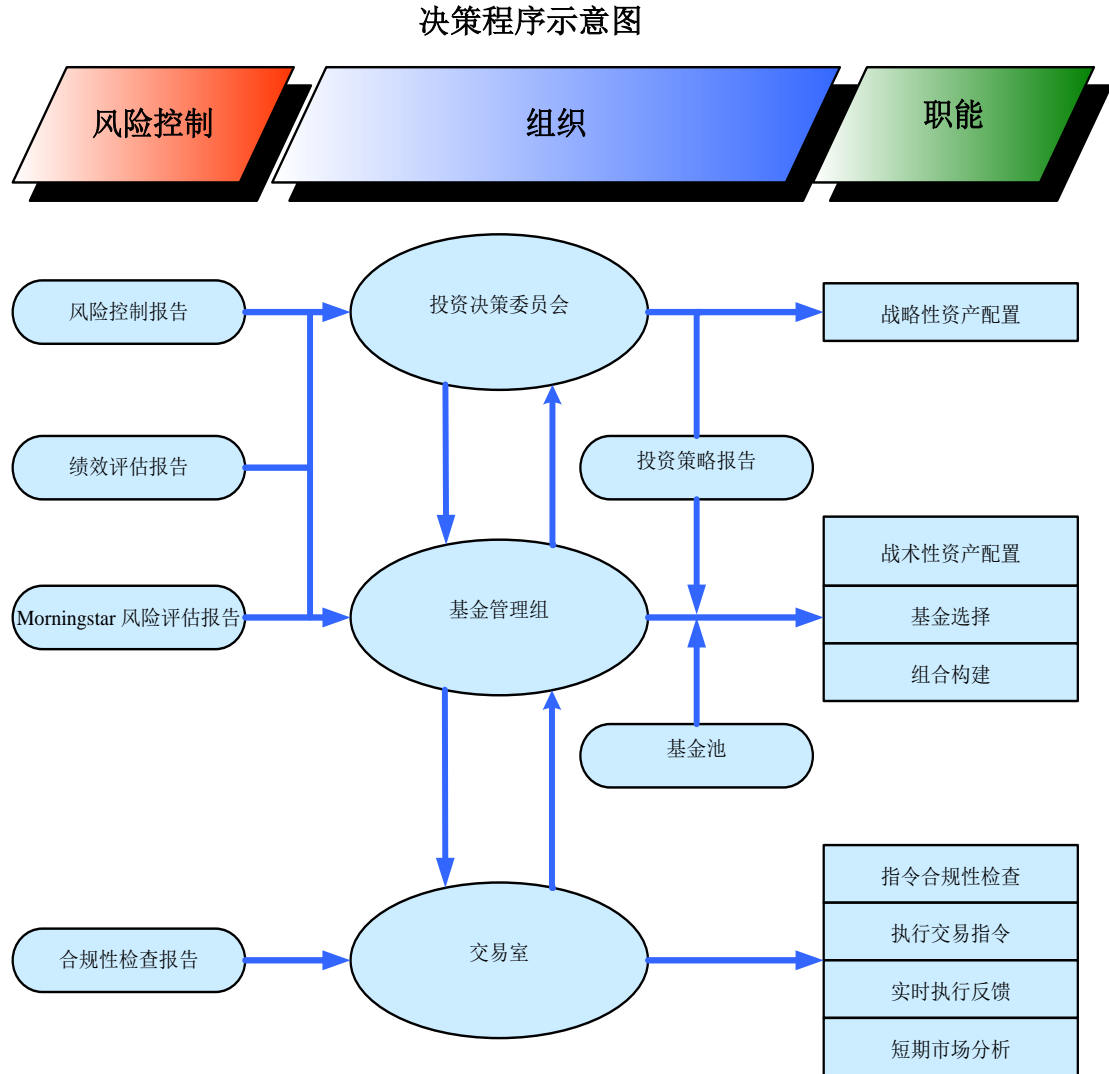 决策程序示意图
风险控制
组织
职能
风险控制报告
投资决策委员会
战略性资产配置
绩效评估报告
投资策略报告
战术性资产配置
Morningstar 风险评估报告
基金管理组
基金选择
组合构建
基金池
指令合规性检查
合规性检查报告
交易室
执行交易指令
实时执行反馈
短期市场分析